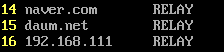 14 naver.com RELAY
15 daum.net RELAY
16 192.168.111 RELAY